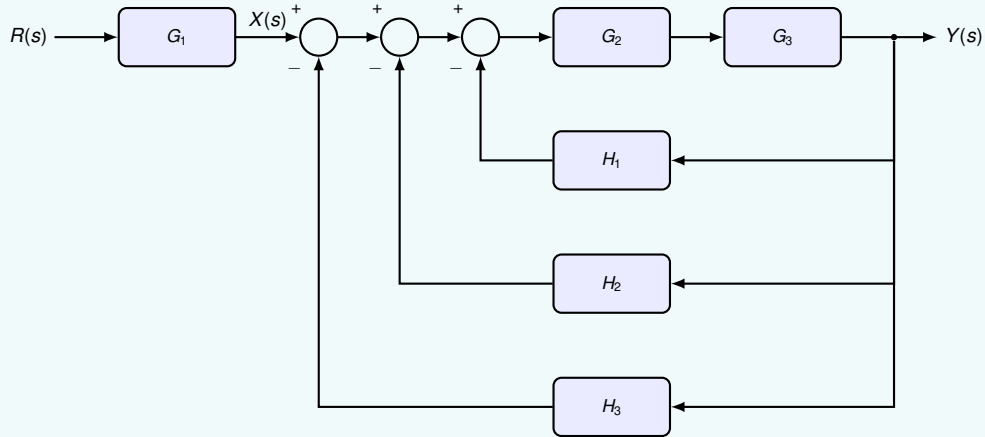 R(s) G₁ X(s) + + + G₂ G₃ Y(s)
− − −
H₁
H₂
H₃